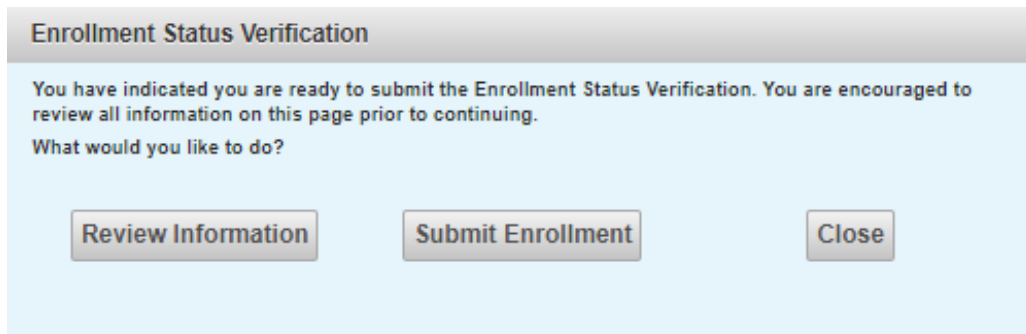 Enrollment Status Verification
You have indicated you are ready to submit the Enrollment Status Verification. You are encouraged to
review all information on this page prior to continuing.
What would you like to do?
Review Information
Submit Enrollment
Close